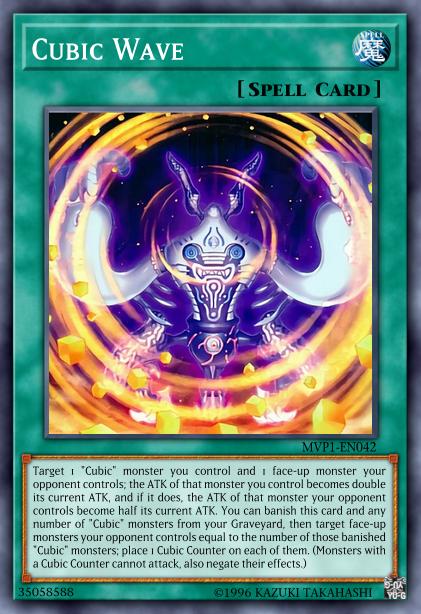 CUBIC WAVE
SPELL
魔
[SPELL CARD]
MVP1-EN042
Target 1 "Cubic" monster you control and 1 face-up monster your
opponent controls; the ATK of that monster you control becomes double
its current ATK, and if it does, the ATK of that monster your opponent
controls become half its current ATK. You can banish this card and any
number of "Cubic" monsters from your Graveyard, then target face-up
monsters your opponent controls equal to the number of those banished
"Cubic" monsters; place 1 Cubic Counter on each of them. (Monsters with
a Cubic Counter cannot attack, also negate their effects.)
35058588
©1996 KAZUKI TAKAHASHI